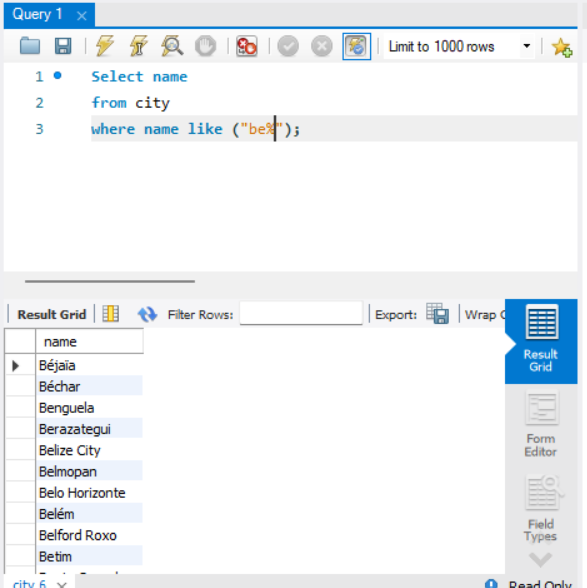 Query 1
Limit to 1000 rows
1 Select name
2 from city
3 where name like ("be%");
Result Grid Filter Rows: Export: Wrap C
name
Béjaïa
Béchar
Benguela
Berazategui
Belize City
Belmopan
Belo Horizonte
Belém
Belford Roxo
Betim
Result
Grid
Form
Editor
Field
Types
city 6 Read Only